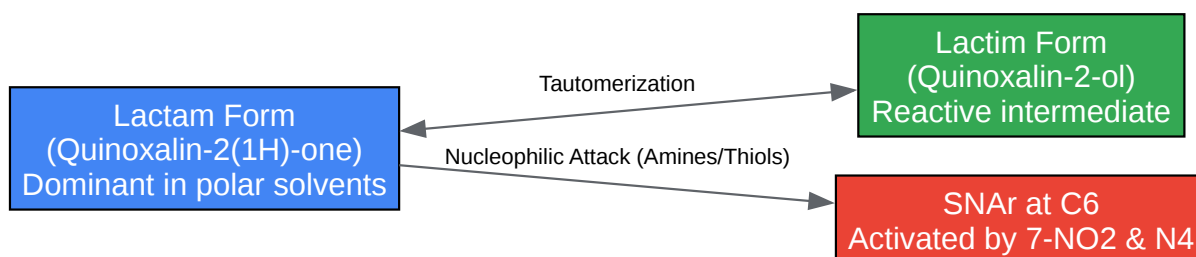 Lactam Form
(Quinoxalin-2(1H)-one)
Dominant in polar solvents
Tautomerization
Nucleophilic Attack (Amines/Thiols)
Lactim Form
(Quinoxalin-2-ol)
Reactive intermediate
SNAr at C6
Activated by 7-NO2 & N4